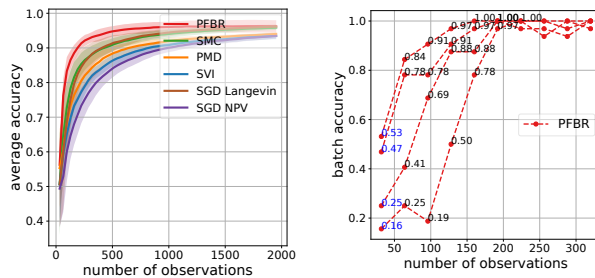 1.0
0.9
0.8
0.7
0.6
0.5
0.4
average accuracy
PFBR
SMC
PMD
SVI
SGD Langevin
SGD NPV
0 500 1000 1500 2000
number of observations
1.0
0.8
0.6
0.4
0.2
batch accuracy
0.53
0.47
0.25
0.16
0.84
0.78
0.41
0.25
0.91
0.78
0.69
0.19
0.97
0.91
0.88
0.50
1.00
0.97
0.88
0.78
1.00
1.00
0.97
1.00
PFBR
50 100 150 200 250 300
number of observations